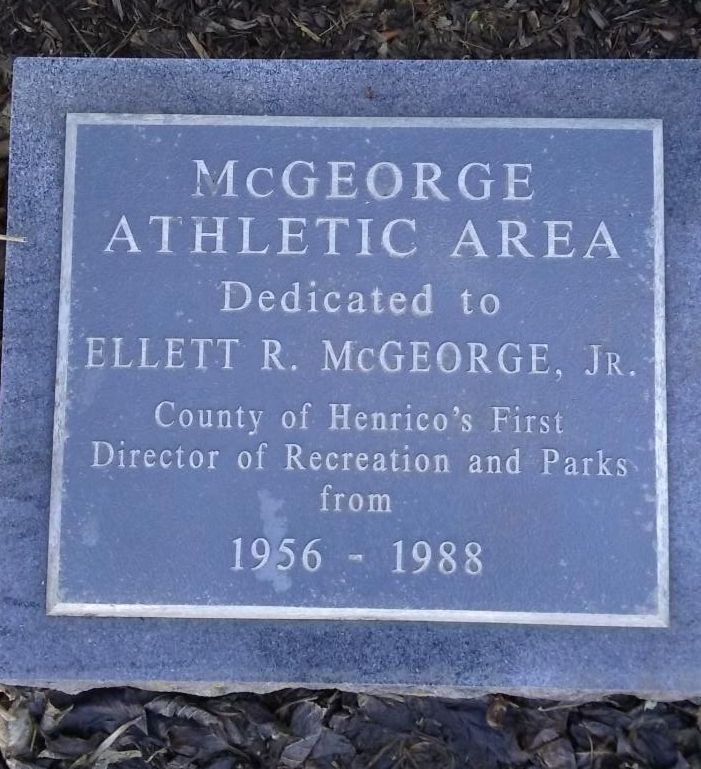 McGEORGE
ATHLETIC AREA
Dedicated to
ELLETT R. McGEORGE, JR.
County of Henrico's First
Director of Recreation and Parks
from
1956 - 1988